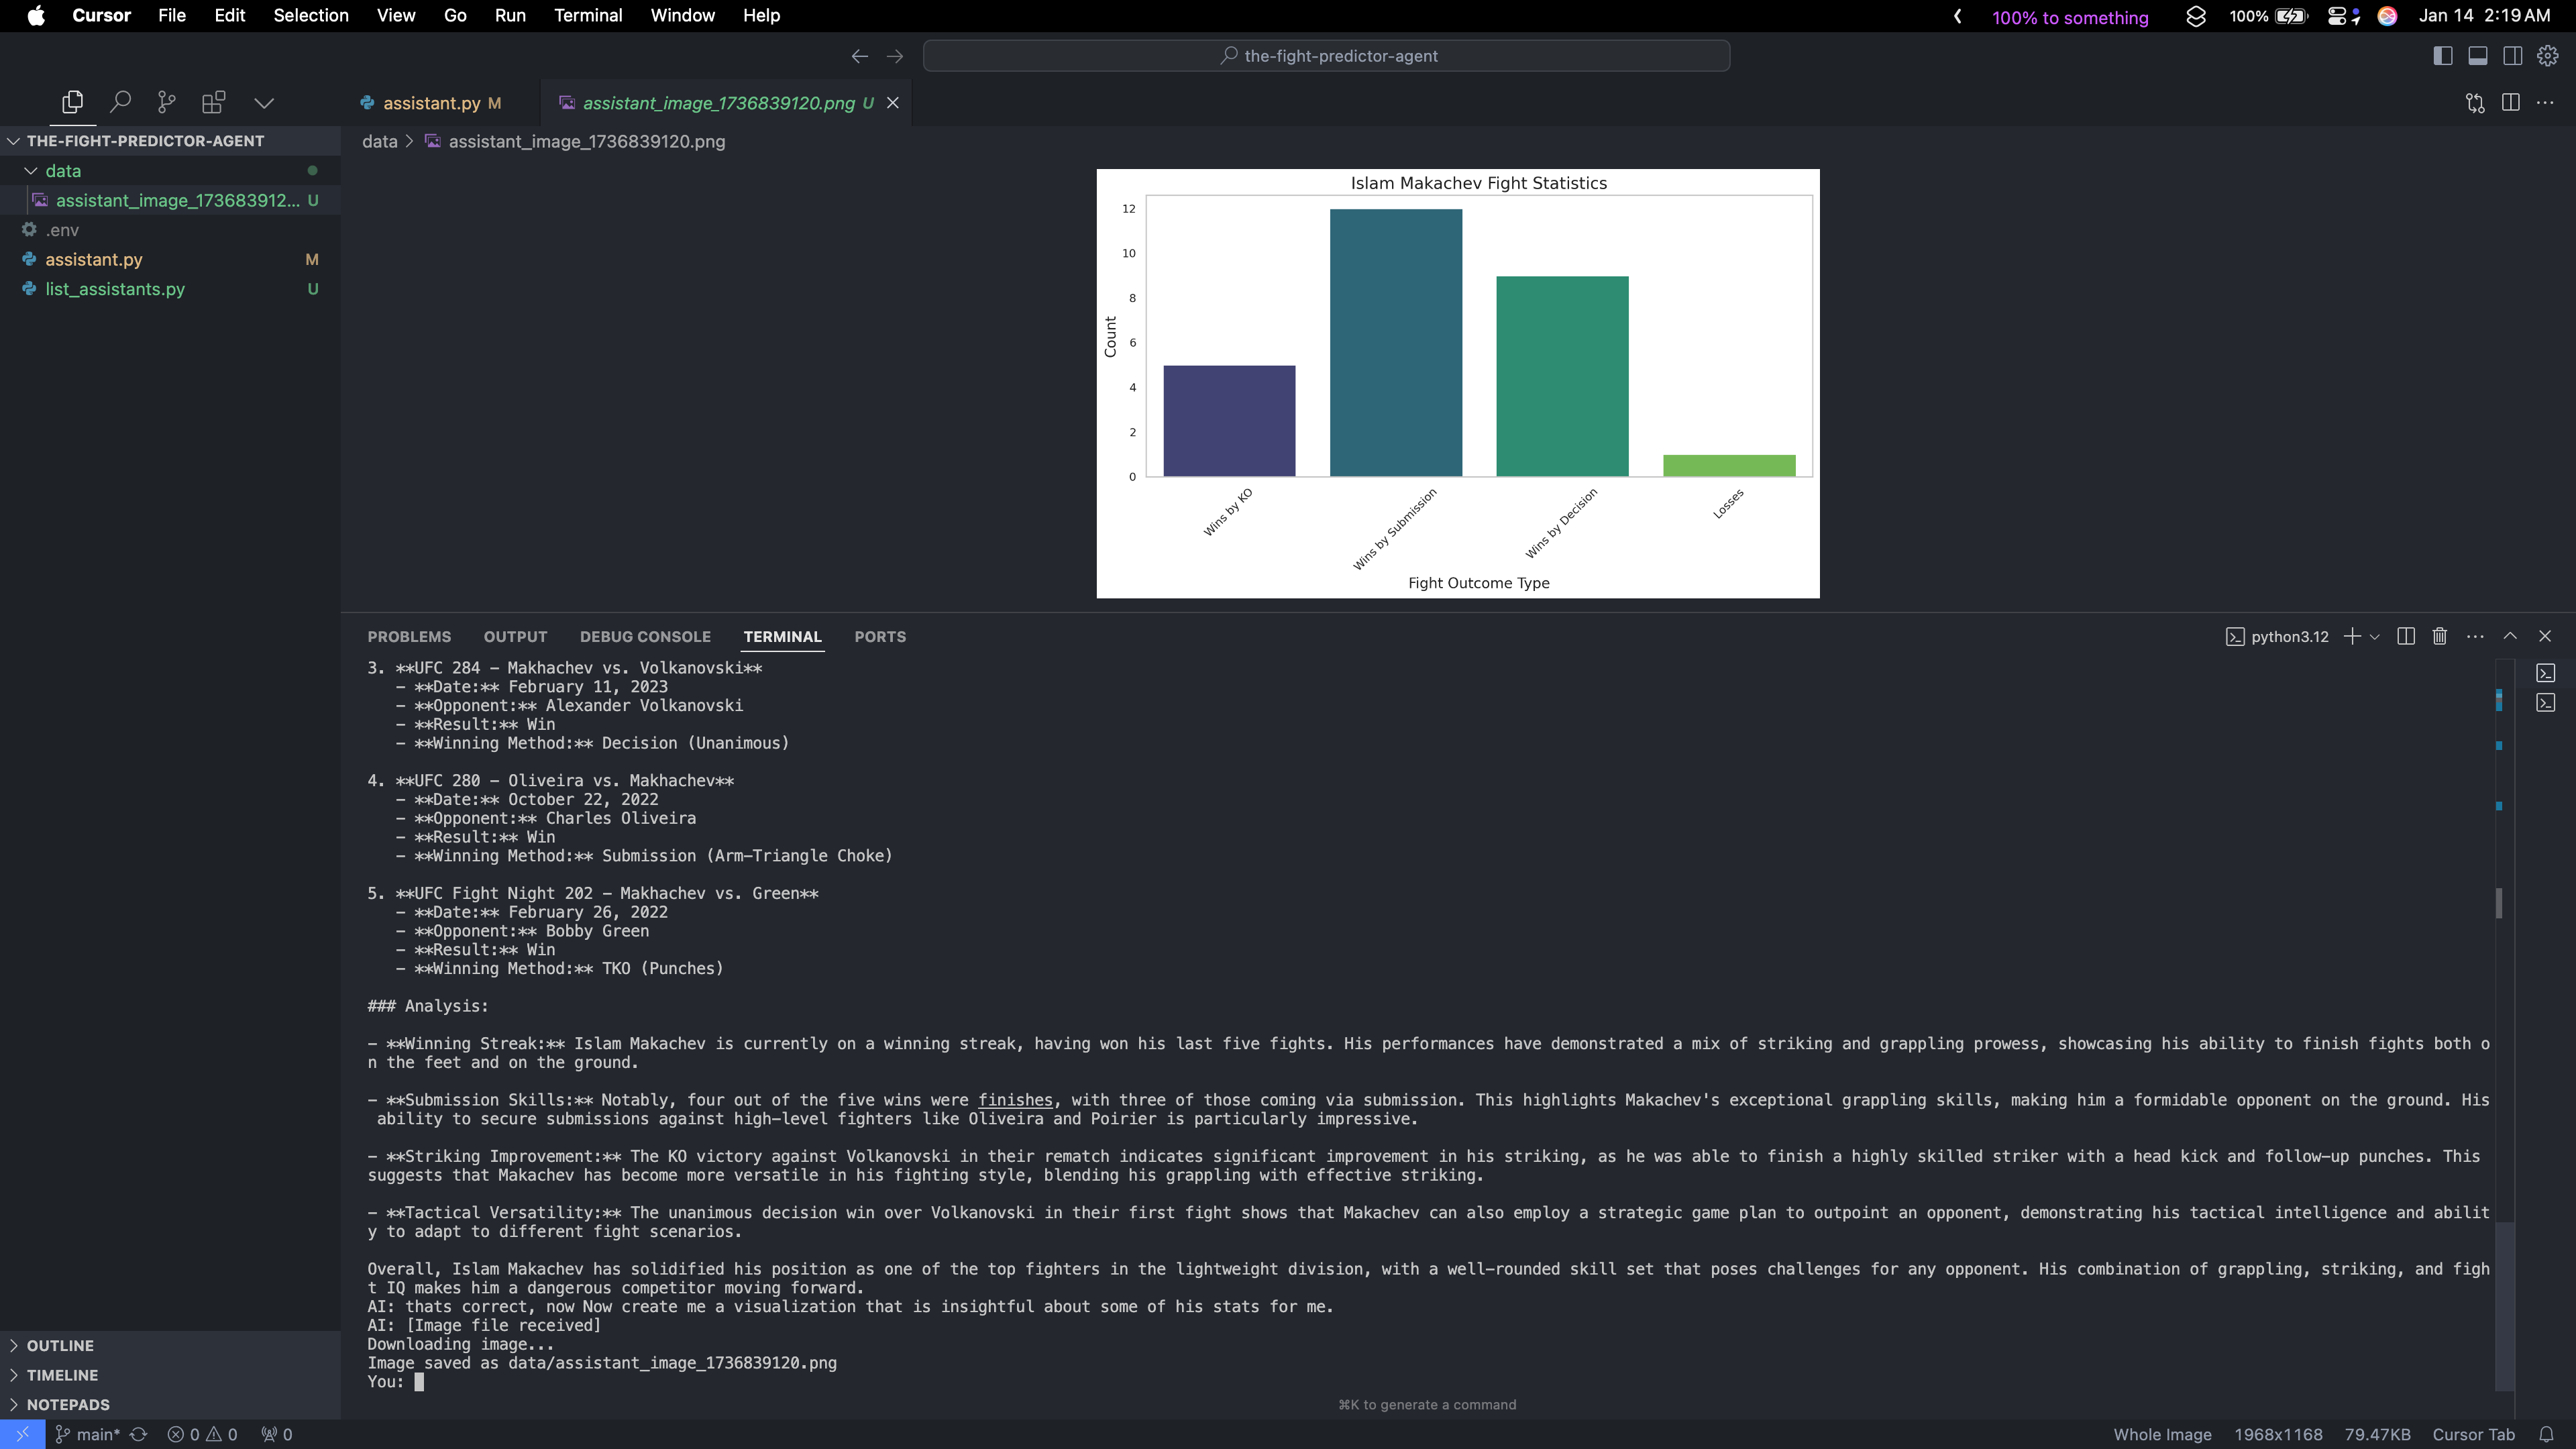 Cursor File Edit Selection View Go Run Terminal Window Help
100% to something 100% Jan 14 2:19 AM
the-fight-predictor-agent
assistant.py M
assistant_image_1736839120.png U
THE-FIGHT-PREDICTOR-AGENT
data
assistant_image_173683912... U
.env
assistant.py M
list_assistants.py U
OUTLINE
TIMELINE
NOTEPADS
data > assistant_image_1736839120.png
Islam Makachev Fight Statistics
Count
12
10
8
6
4
2
0
Wins by KO
Wins by Submission
Wins by Decision
Losses
Fight Outcome Type
PROBLEMS OUTPUT DEBUG CONSOLE TERMINAL PORTS
python3.12
3. **UFC 284 - Makhachev vs. Volkanovski**
- **Date:** February 11, 2023
- **Opponent:** Alexander Volkanovski
- **Result:** Win
- **Winning Method:** Decision (Unanimous)
4. **UFC 280 - Oliveira vs. Makhachev**
- **Date:** October 22, 2022
- **Opponent:** Charles Oliveira
- **Result:** Win
- **Winning Method:** Submission (Arm-Triangle Choke)
5. **UFC Fight Night 202 - Makhachev vs. Green**
- **Date:** February 26, 2022
- **Opponent:** Bobby Green
- **Result:** Win
- **Winning Method:** TKO (Punches)
### Analysis:
- **Winning Streak:** Islam Makachev is currently on a winning streak, having won his last five fights. His performances have demonstrated a mix of striking and grappling prowess, showcasing his ability to finish fights both o
n the feet and on the ground.
- **Submission Skills:** Notably, four out of the five wins were finishes, with three of those coming via submission. This highlights Makachev's exceptional grappling skills, making him a formidable opponent on the ground. His
ability to secure submissions against high-level fighters like Oliveira and Poirier is particularly impressive.
- **Striking Improvement:** The KO victory against Volkanovski in their rematch indicates significant improvement in his striking, as he was able to finish a highly skilled striker with a head kick and follow-up punches. This
suggests that Makachev has become more versatile in his fighting style, blending his grappling with effective striking.
- **Tactical Versatility:** The unanimous decision win over Volkanovski in their first fight shows that Makachev can also employ a strategic game plan to outpoint an opponent, demonstrating his tactical intelligence and abilit
y to adapt to different fight scenarios.
Overall, Islam Makachev has solidified his position as one of the top fighters in the lightweight division, with a well-rounded skill set that poses challenges for any opponent. His combination of grappling, striking, and figh
t IQ makes him a dangerous competitor moving forward.
AI: thats correct, now Now create me a visualization that is insightful about some of his stats for me.
AI: [Image file received]
Downloading image...
Image saved as data/assistant_image_1736839120.png
You:
⌘K to generate a command
main* 0 0 0
Whole Image 1968x1168 79.47KB Cursor Tab